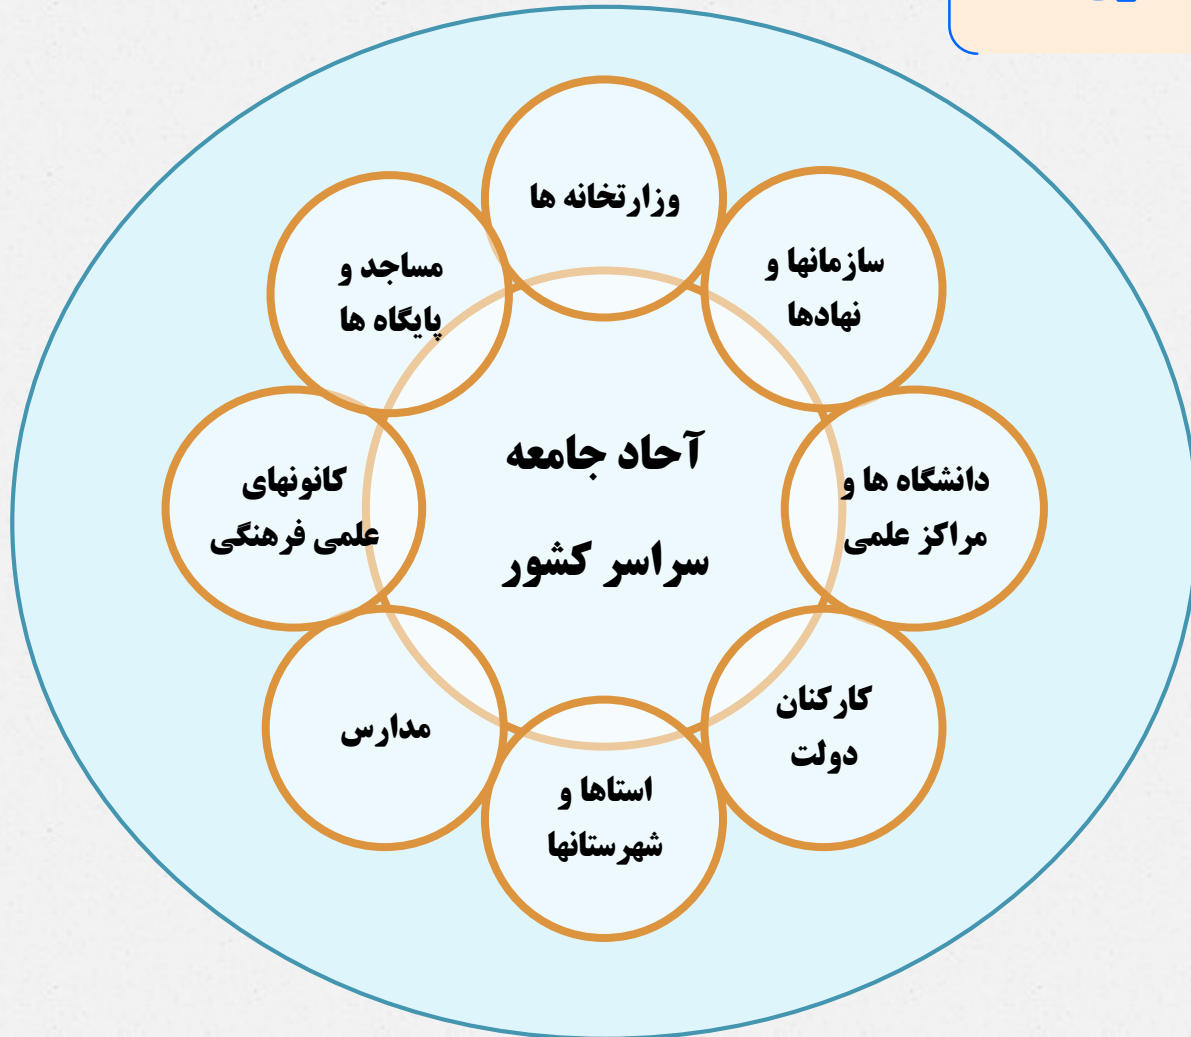 وزارتخانه ها
سازمانها و
نهادها
دانشگاه ها و
مراکز علمی
کارکنان
دولت
استاها و
شهرستانها
مدارس
کانونهای
علمی فرهنگی
مساجد و
پایگاه ها
آحاد جامعه
سراسر کشور